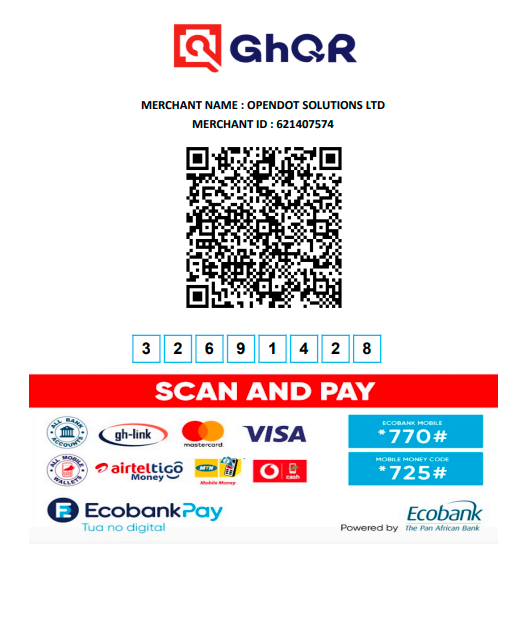 GhQR
MERCHANT NAME : OPENDOT SOLUTIONS LTD
MERCHANT ID : 621407574
3 2 6 9 1 4 2 8
SCAN AND PAY
ALL BANK ACCOUNTS
gh-link
mastercard.
VISA
ECOBANK MOBILE
*770#
ALL MOBILE WALLETS
airteltigo
Money
MTN
Mobile Money
cash
MOBILE MONEY CODE
*725#
EcobankPay
Tua no digital
Powered by
Ecobank
The Pan African Bank